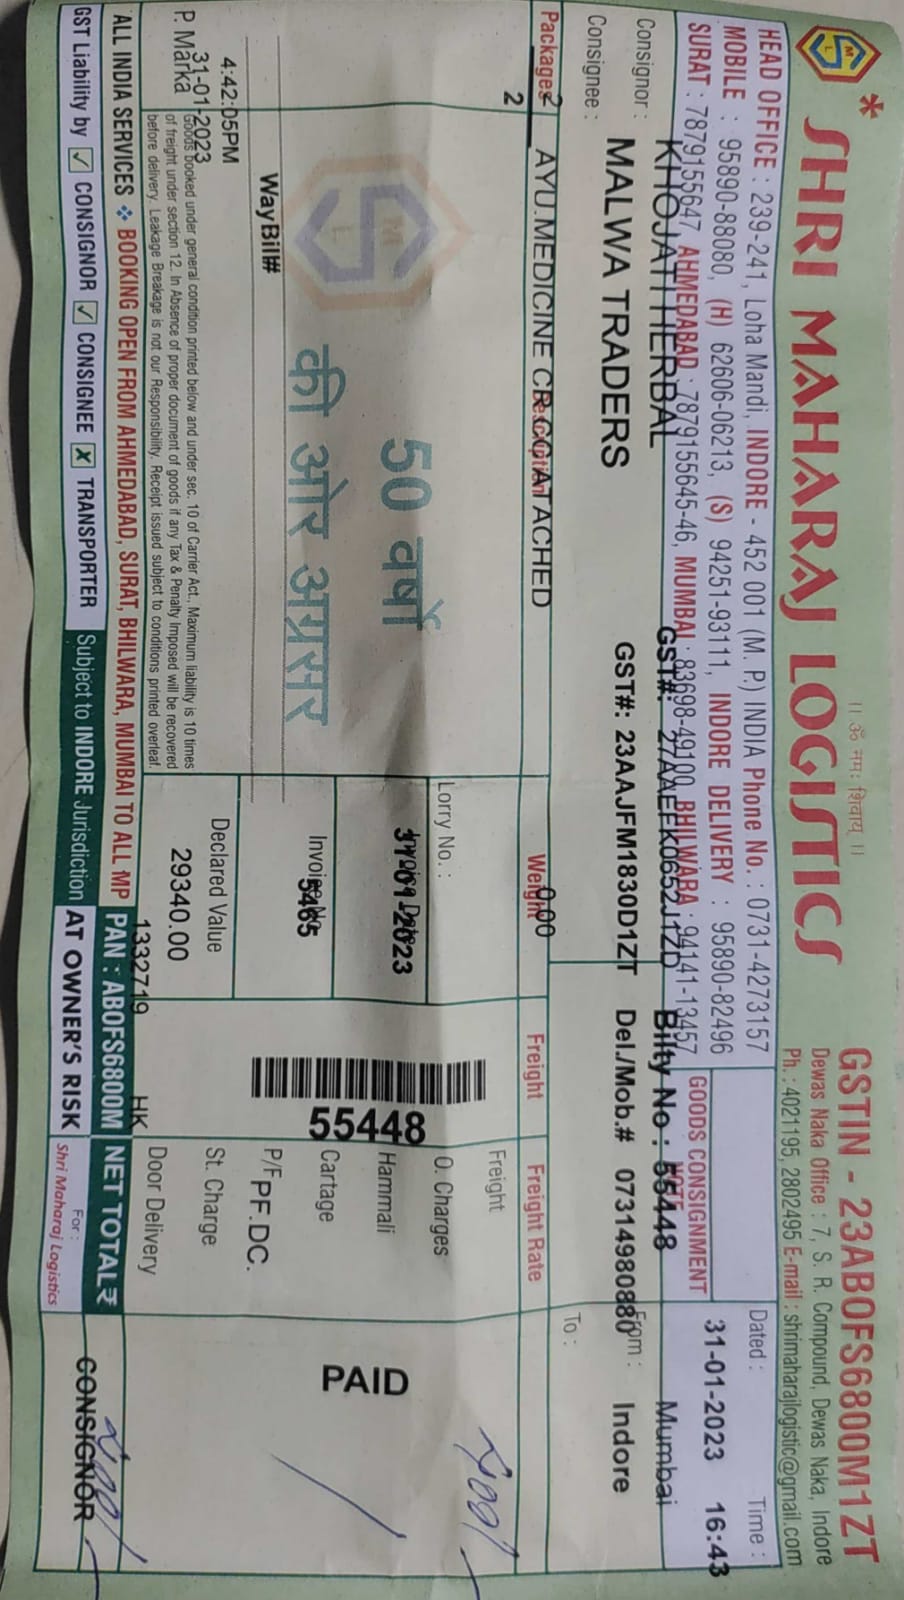 ।। ॐ नमः शिवाय ।।
* SHRI MAHARAJ LOGISTICS
GSTIN - 23ABOFS6800M1ZT
HEAD OFFICE : 239-241, Loha Mandi, INDORE - 452 001 (M. P.) INDIA Phone No. : 0731-4273157
Dewas Naka Office : 7, S. R. Compound, Dewas Naka, Indore
MOBILE : 95890-88080, (H) 62606-06213, (S) 94251-93111, INDORE DELIVERY : 95890-82496
Ph. : 4021195, 2802495 E-mail : shrimaharajlogistic@gmail.com
SURAT : 7879155647, AHMEDABAD : 7879155645-46, MUMBAI : 83698-49100, BHILWARA : 94141-13457
GOODS CONSIGNMENT NOTE
Dated : 31-01-2023
Time : 16:43
Consignor : KHOJATI HERBAL GST#: 27AAEFK0652J1ZD Bilty No : 55448
From : Mumbai
Consignee : MALWA TRADERS GST#: 23AAJFM1830D1ZT Del./Mob.# 07314980880
To : Indore
Packages Description Weight Freight Freight Rate
2 AYU.MEDICINE CR.CC ATACHED 0.00
2
Lorry No. :
Freight
O. Charges
50 वर्षों
Invoice Date
31-01-2023
Hammali
की ओर अग्रसर
55448
Cartage
PAID
Invoice No.
5465
WayBill#
P/F PF.DC.
4:42:05PM
Declared Value
29340.00
St. Charge
31-01-2023
P. Marka
Goods booked under general condition printed below and under sec. 10 of Carrier Act., Maximum liability is 10 times
of freight under section 12. In Absence of proper document of goods if any Tax & Penalty Imposed will be recovered
before delivery. Leakage Breakage is not our Responsibility. Receipt issued subject to conditions printed overleaf.
1332719 HK
Door Delivery
ALL INDIA SERVICES ❖ BOOKING OPEN FROM AHMEDABAD, SURAT, BHILWARA, MUMBAI TO ALL MP
PAN : ABOFS6800M
NET TOTAL ₹
GST Liability by ✓ CONSIGNOR ✓ CONSIGNEE X TRANSPORTER
Subject to INDORE Jurisdiction
AT OWNER'S RISK
For :
Shri Maharaj Logistics
CONSIGNOR